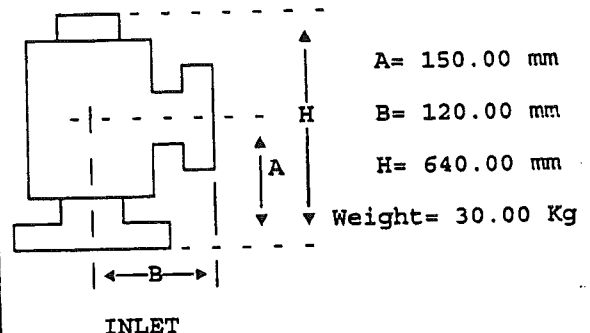 A= 150.00 mm
B= 120.00 mm
H
H= 640.00 mm
A
Weight= 30.00 Kg
B
INLET